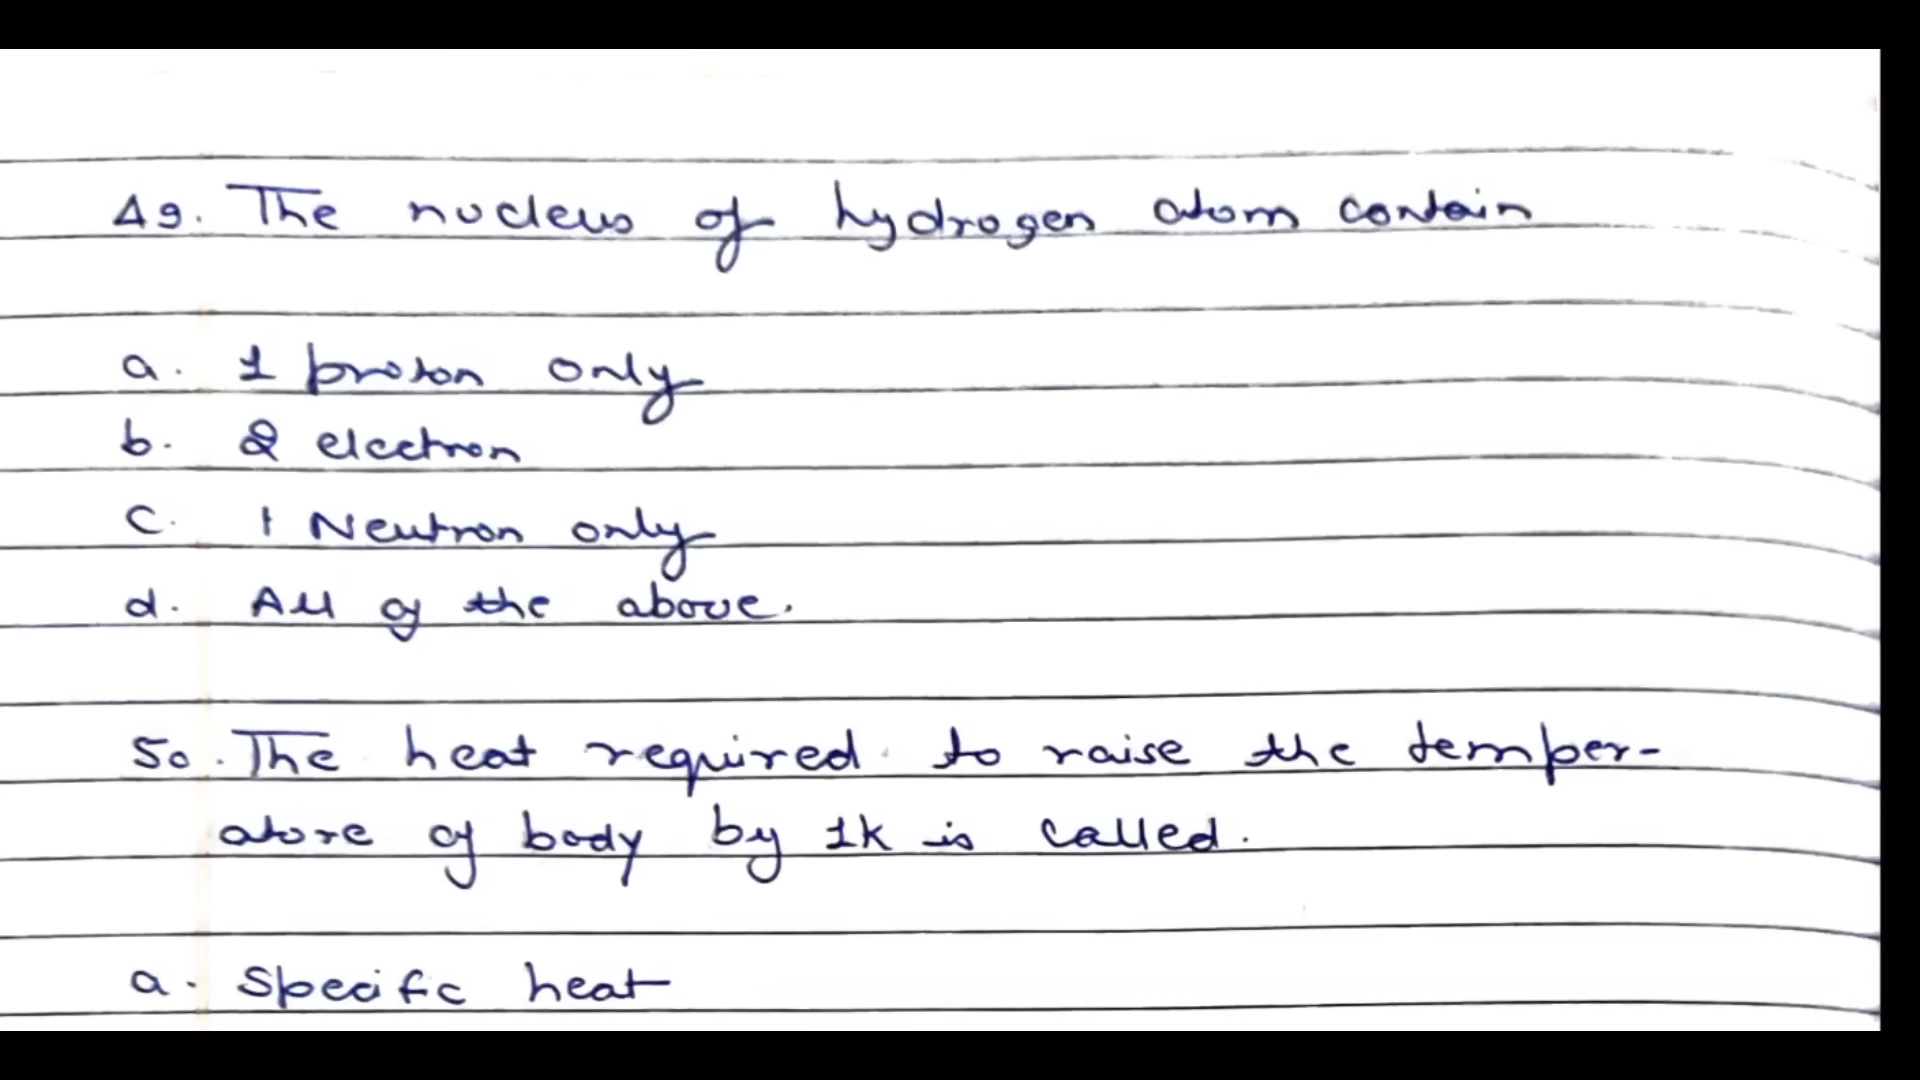 49. The nucleus of hydrogen atom contain
a. 1 proton only
b. 2 electron
c. 1 Neutron only
d. All of the above.
50. The heat required to raise the temper-
ature of body by 1k is called.
a. Specific heat